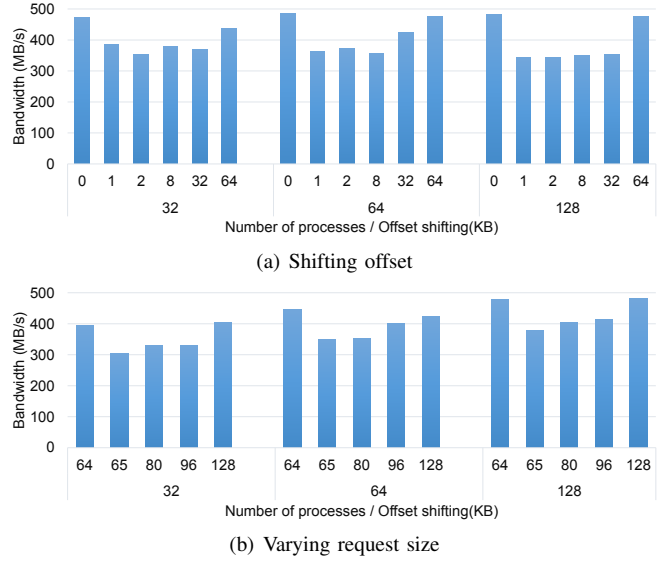 500
400
300
200
100
0
Bandwidth (MB/s)
0 1 2 8 32 64 0 1 2 8 32 64 0 1 2 8 32 64
32 64 128
Number of processes / Offset shifting(KB)
(a) Shifting offset
500
400
300
200
100
0
Bandwidth (MB/s)
64 65 80 96 128 64 65 80 96 128 64 65 80 96 128
32 64 128
Number of processes / Offset shifting(KB)
(b) Varying request size